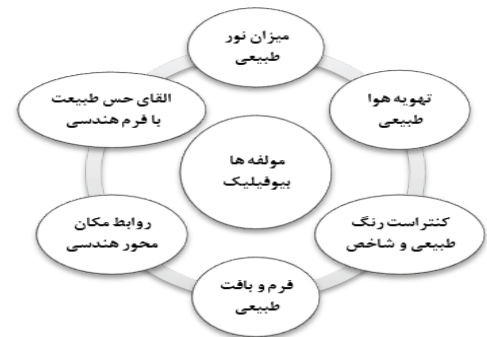 میزان نور
طبیعی
تهویه هوا
طبیعی
کنتراست رنگ
طبیعی و شاخص
فرم و بافت
طبیعی
روابط مکان
محور هندسی
القای حس طبیعت
با فرم هندسی
مولفه ها
بیوفیلیک